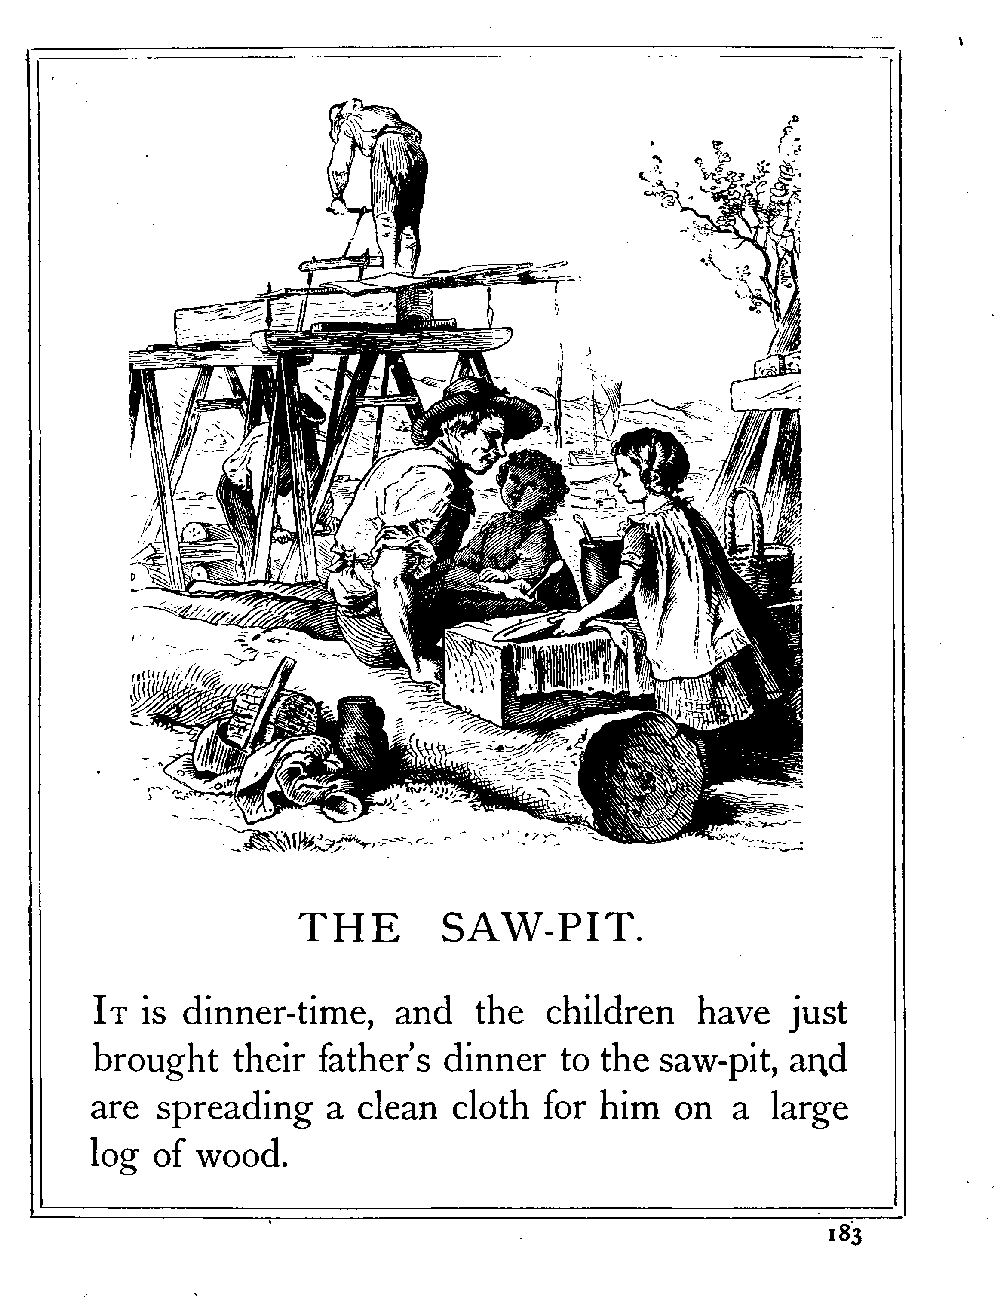 THE SAW-PIT.
IT is dinner-time, and the children have just
brought their father's dinner to the saw-pit, and
are spreading a clean cloth for him on a large
log of wood.
183